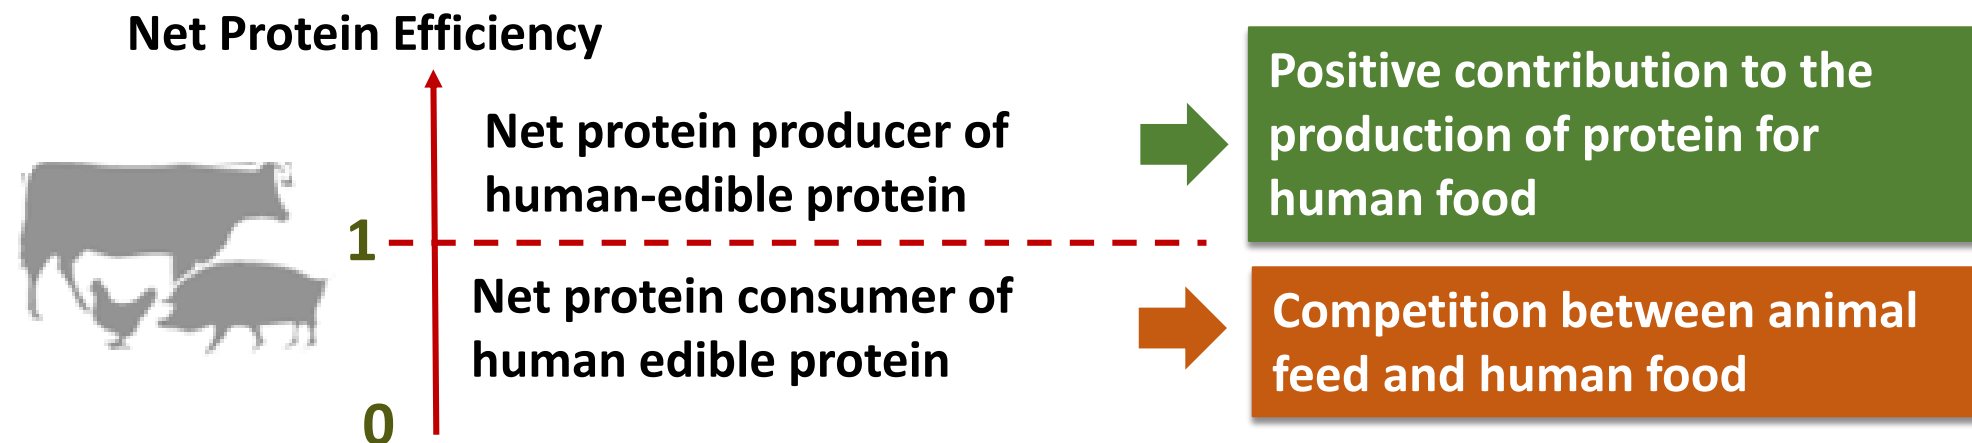 Net Protein Efficiency
Net protein producer of
human-edible protein
Positive contribution to the
production of protein for
human food
1
Net protein consumer of
human edible protein
Competition between animal
feed and human food
0